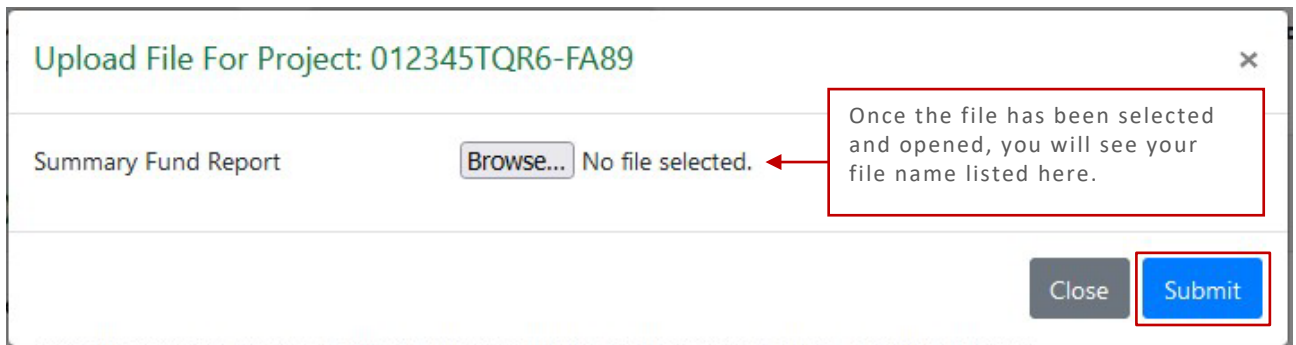 Upload File For Project: 012345TQR6-FA89
×
Once the file has been selected
and opened, you will see your
file name listed here.
Summary Fund Report
Browse... No file selected.
Close
Submit